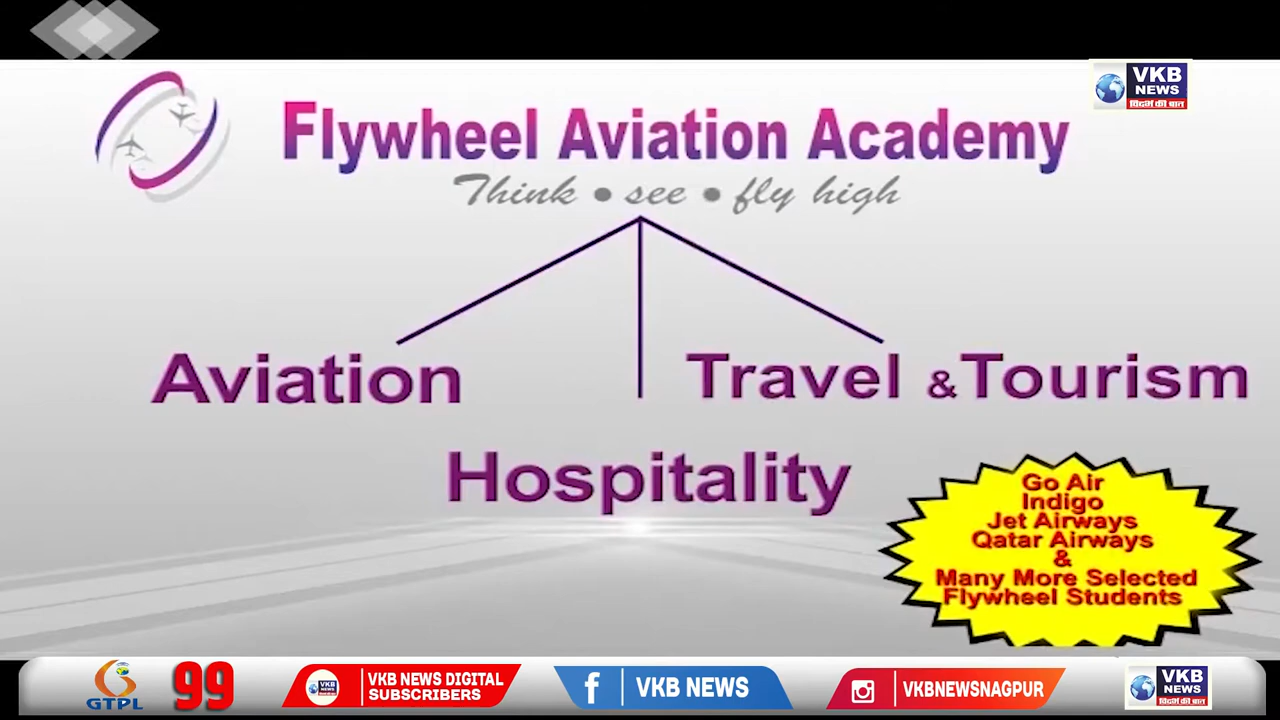 VKB
NEWS
विदर्भ की बात
Flywheel Aviation Academy
Think • see • fly high
Aviation
Travel & Tourism
Hospitality
Go Air
Indigo
Jet Airways
Qatar Airways
&
Many More Selected
Flywheel Students
GTPL
99
VKB
NEWS
VKB NEWS DIGITAL
SUBSCRIBERS
VKB NEWS
VKBNEWSNAGPUR
VKB
NEWS
विदर्भ की बात